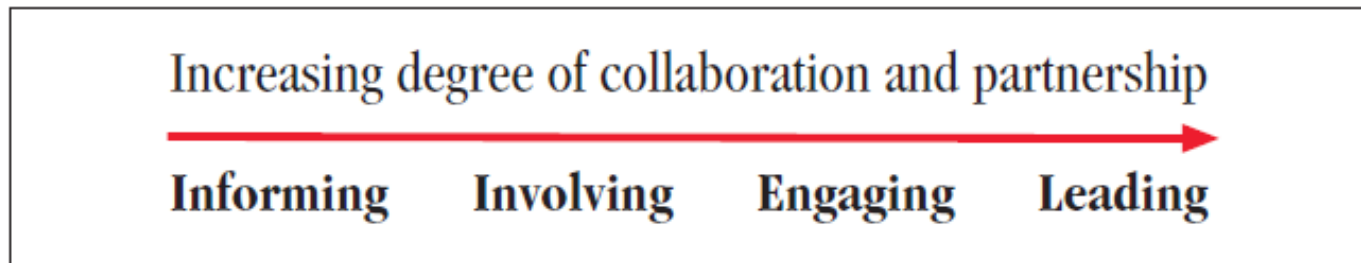 Increasing degree of collaboration and partnership
Informing Involving Engaging Leading